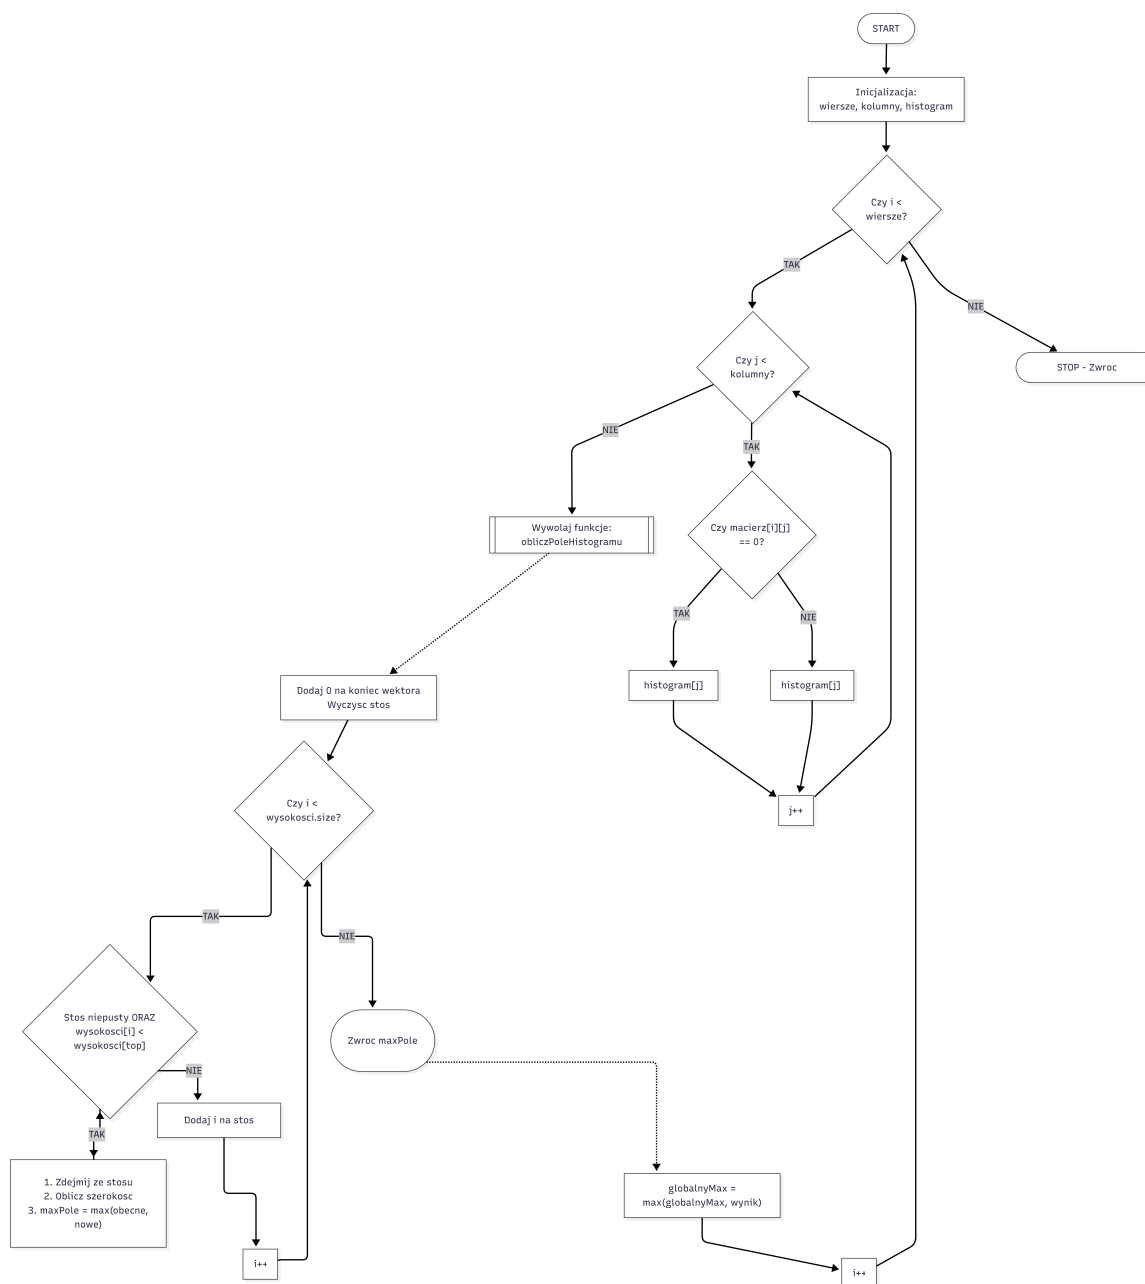 START
Inicjalizacja:
wiersze, kolumny, histogram
Czy i <
wiersze?
TAK
NIE
STOP - Zwroc
Czy j <
kolumny?
NIE
TAK
Wywolaj funkcje:
obliczPoleHistogramu
Czy macierz[i][j]
== 0?
TAK
NIE
histogram[j]
histogram[j]
j++
Dodaj 0 na koniec wektora
Wyczysc stos
Czy i <
wysokosci.size?
TAK
NIE
Stos niepusty ORAZ
wysokosci[i] <
wysokosci[top]
Zwroc maxPole
NIE
Dodaj i na stos
TAK
1. Zdejmij ze stosu
2. Oblicz szerokosc
3. maxPole = max(obecne,
nowe)
i++
globalnyMax =
max(globalnyMax, wynik)
i++